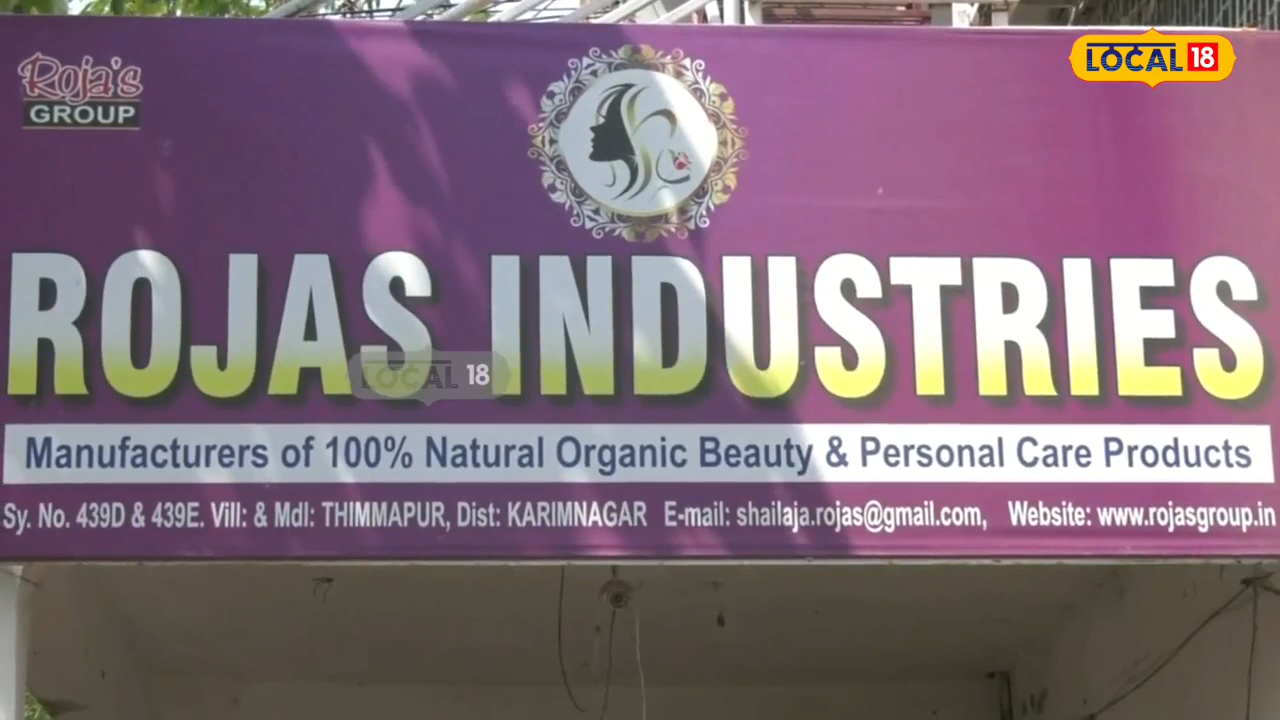 Roja's
GROUP
LOCAL 18
ROJAS INDUSTRIES
LOCAL 18
Manufacturers of 100% Natural Organic Beauty & Personal Care Products
Sy. No. 439D & 439E. Vill: & Mdl: THIMMAPUR, Dist: KARIMNAGAR E-mail: shailaja.rojas@gmail.com, Website: www.rojasgroup.in